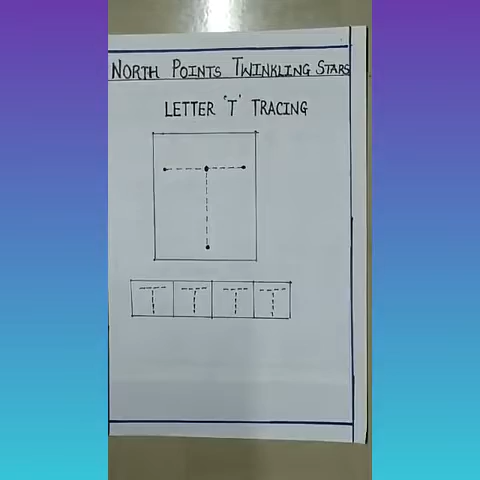 NORTH POINTS TWINKLING STARS
LETTER 'T' TRACING
T
T T T T